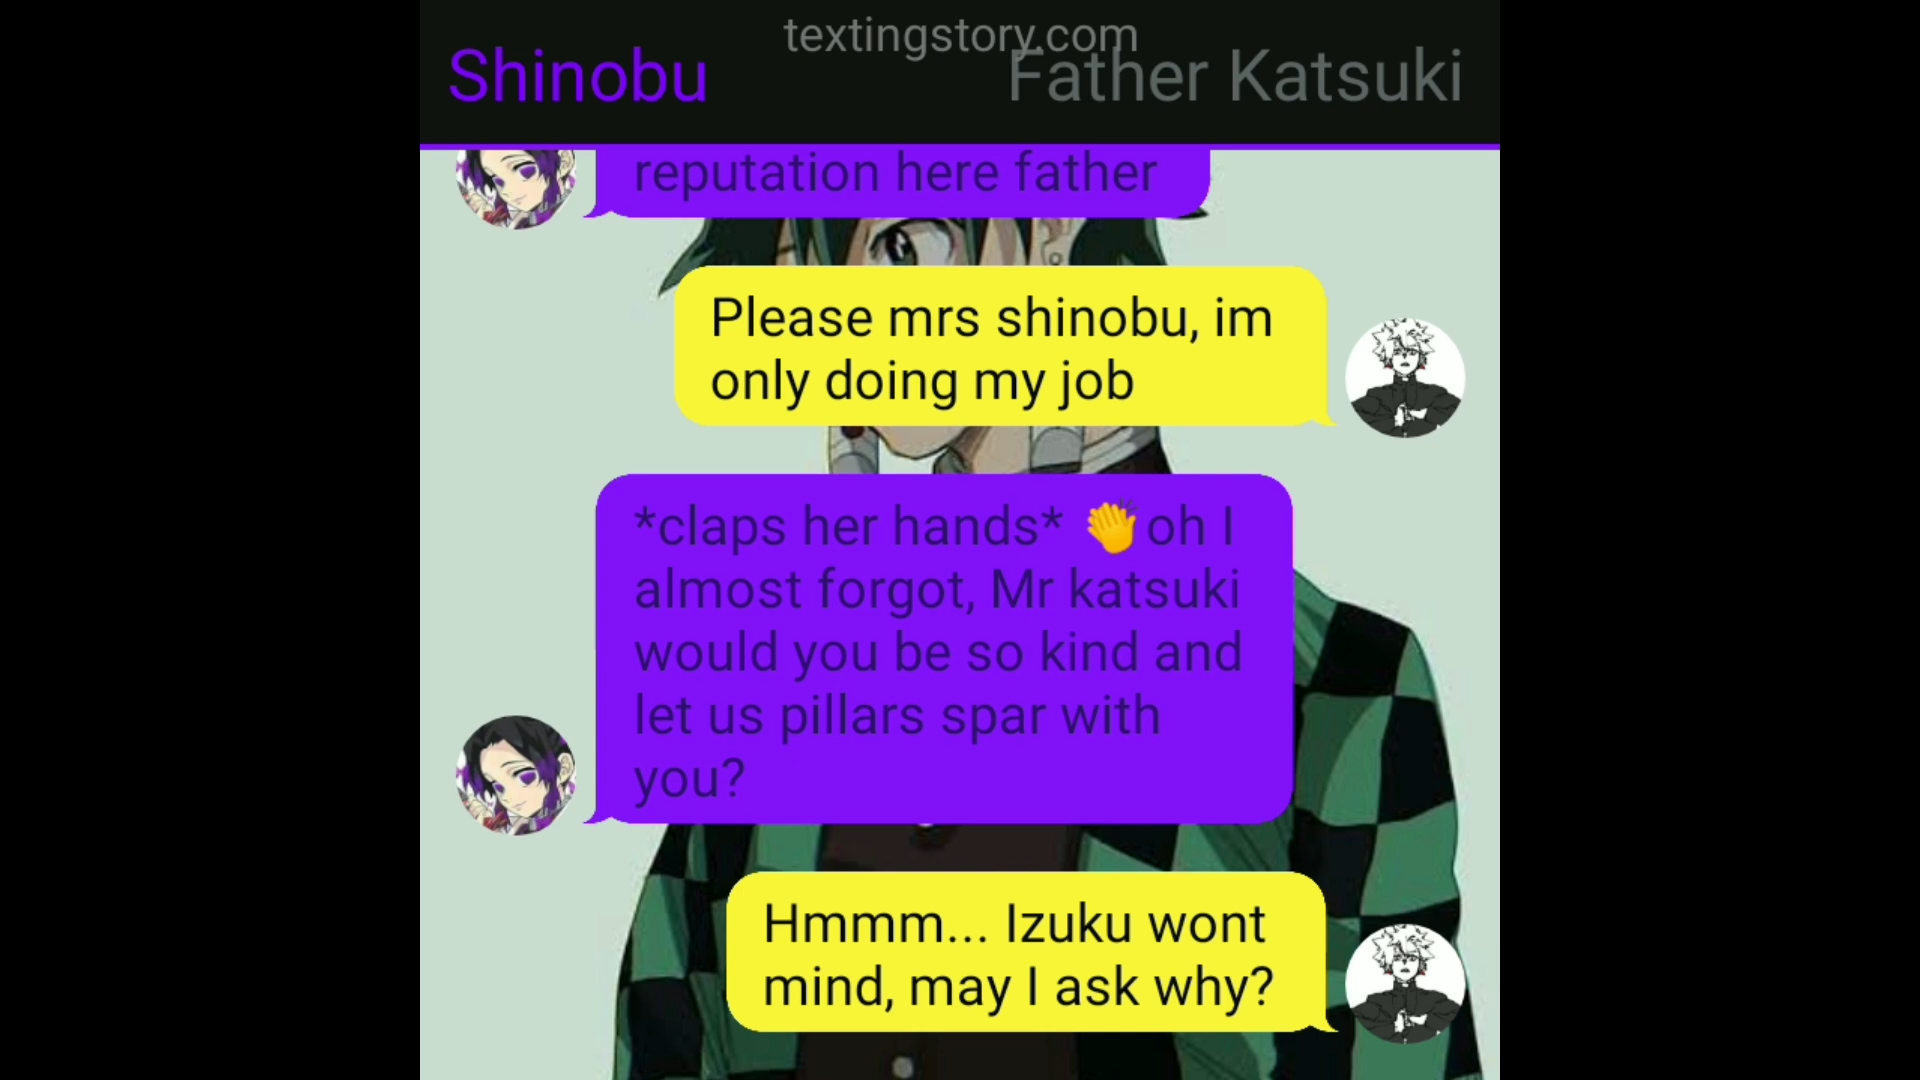 textingstory.com
Shinobu
Father Katsuki
reputation here father
Please mrs shinobu, im
only doing my job
*claps her hands* 👏oh I
almost forgot, Mr katsuki
would you be so kind and
let us pillars spar with
you?
Hmmm... Izuku wont
mind, may I ask why?